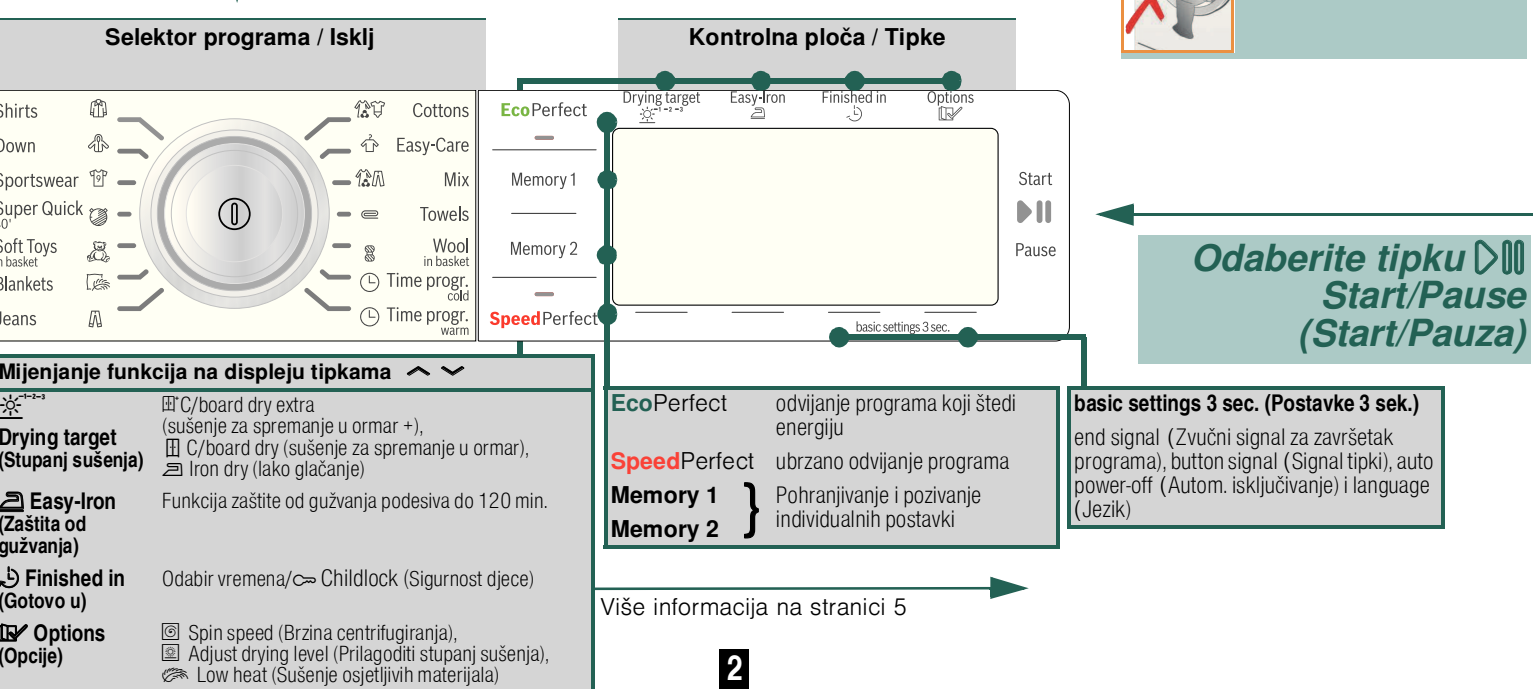 Selektor programa / Isklj
Kontrolna ploča / Tipke
Shirts
Down
Sportswear
Super Quick
40'
Soft Toys
in basket
Blankets
Jeans
Cottons
Easy-Care
Mix
Towels
Wool
in basket
Time progr.
cold
Time progr.
warm
EcoPerfect
Memory 1
Memory 2
SpeedPerfect
Drying target
-1 -2 -3
Easy-Iron
Finished in
Options
basic settings 3 sec.
Start
Pause
Odaberite tipku
Start/Pause
(Start/Pauza)
Mijenjanje funkcija na displeju tipkama
-1-2-3
Drying target
(Stupanj sušenja)
C/board dry extra
(sušenje za spremanje u ormar +),
C/board dry (sušenje za spremanje u ormar),
Iron dry (lako glačanje)
Easy-Iron
(Zaštita od
gužvanja)
Funkcija zaštite od gužvanja podesiva do 120 min.
Finished in
(Gotovo u)
Odabir vremena/ Childlock (Sigurnost djece)
Options
(Opcije)
Spin speed (Brzina centrifugiranja),
Adjust drying level (Prilagoditi stupanj sušenja),
Low heat (Sušenje osjetljivih materijala)
EcoPerfect
odvijanje programa koji štedi
energiju
SpeedPerfect
ubrzano odvijanje programa
Memory 1
Memory 2
Pohranjivanje i pozivanje
individualnih postavki
basic settings 3 sec. (Postavke 3 sek.)
end signal (Zvučni signal za završetak
programa), button signal (Signal tipki), auto
power-off (Autom. isključivanje) i language
(Jezik)
Više informacija na stranici 5
2